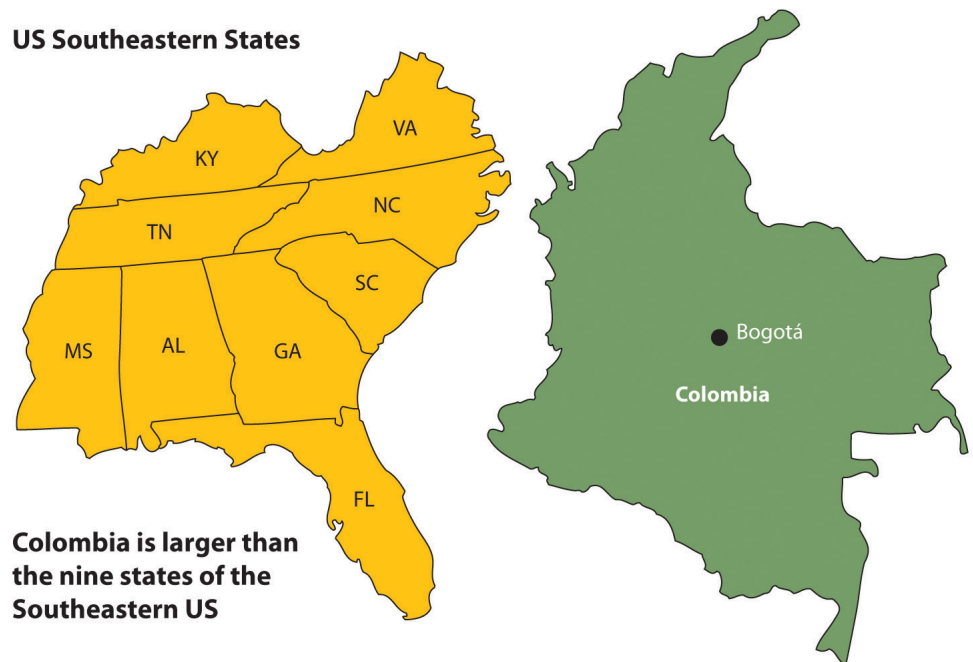 US Southeastern States
VA
KY
NC
TN
SC
MS
AL
GA
FL
Bogotá
Colombia
Colombia is larger than
the nine states of the
Southeastern US